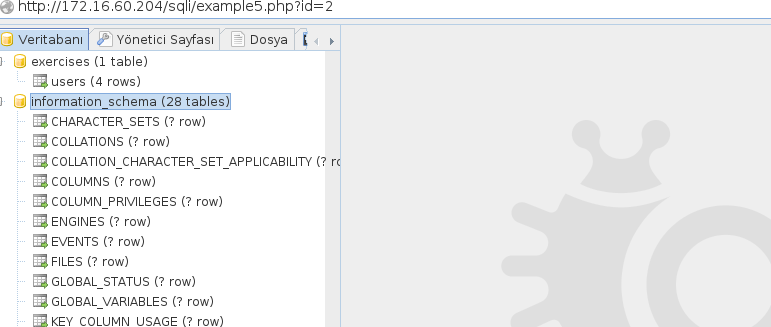 http://172.16.60.204/sqli/example5.php?id=2
Veritabanı Yönetici Sayfası Dosya
exercises (1 table)
users (4 rows)
information_schema (28 tables)
CHARACTER_SETS (? row)
COLLATIONS (? row)
COLLATION_CHARACTER_SET_APPLICABILITY (? ro
COLUMNS (? row)
COLUMN_PRIVILEGES (? row)
ENGINES (? row)
EVENTS (? row)
FILES (? row)
GLOBAL_STATUS (? row)
GLOBAL_VARIABLES (? row)
KEY_COLUMN_USAGE (? row)